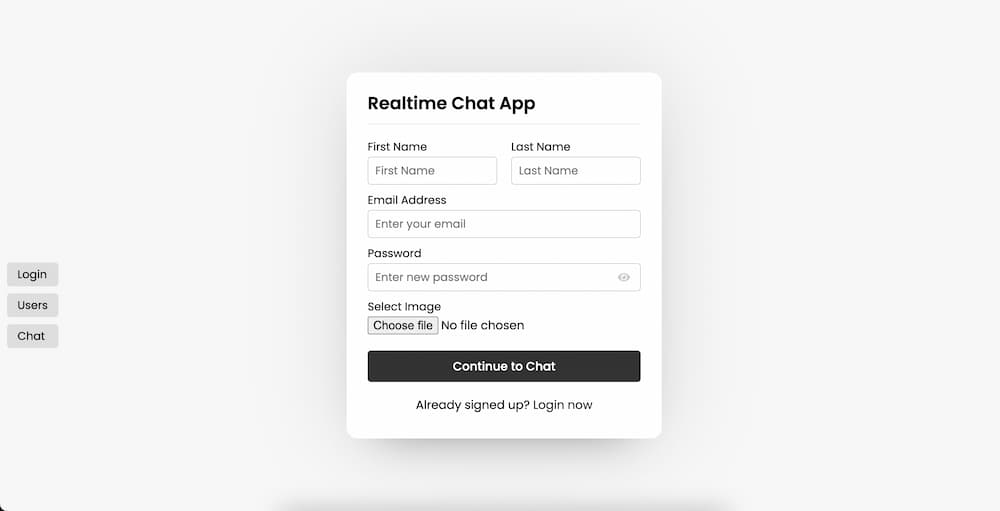 Realtime Chat App
First Name Last Name
First Name Last Name
Email Address
Enter your email
Password
Enter new password
Select Image
Choose file No file chosen
Continue to Chat
Already signed up? Login now
Login
Users
Chat